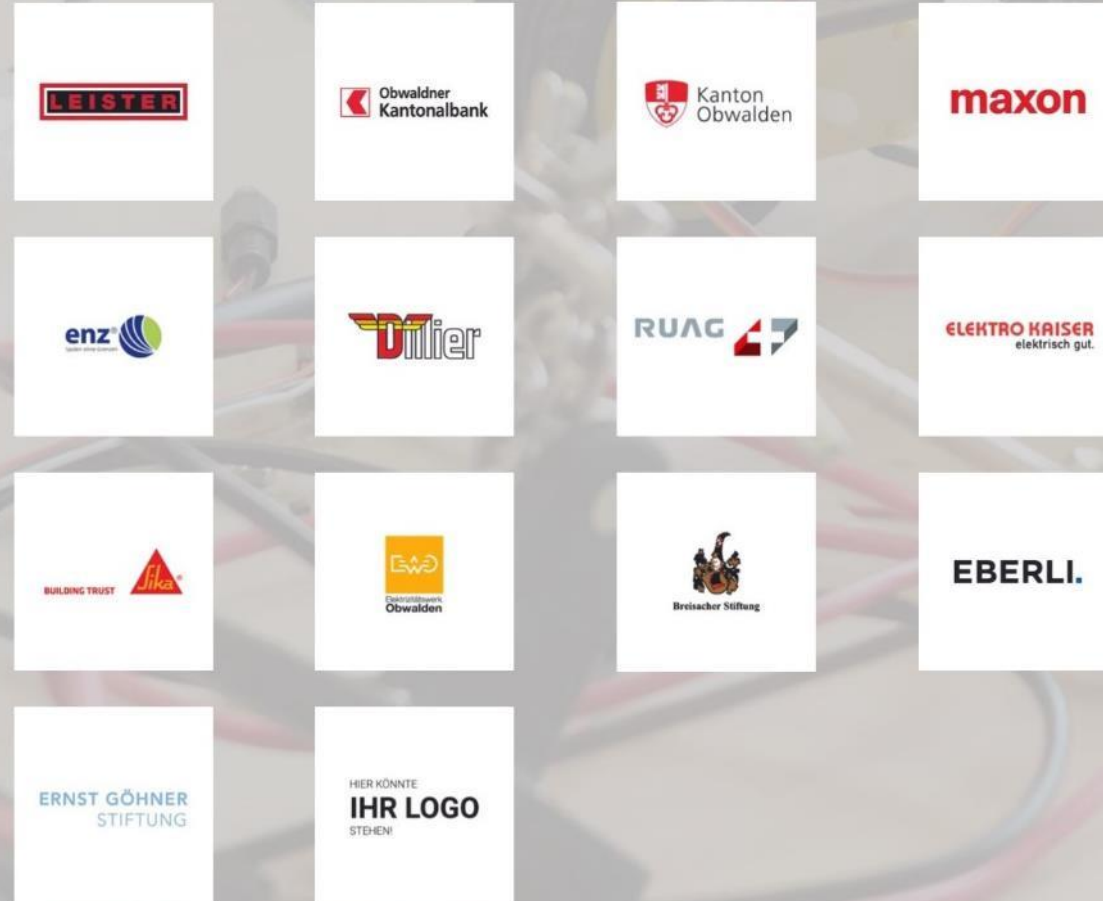 LEISTER
Obwaldner
Kantonalbank
Kanton
Obwalden
maxon
enz®
Dillier
RUAG
ELEKTRO KAISER
elektrisch gut.
BUILDING TRUST
Sika®
EWO
Elektrizitätswerk
Obwalden
Breisacher Stiftung
EBERLI.
ERNST GÖHNER
STIFTUNG
HIER KÖNNTE
IHR LOGO
STEHEN!